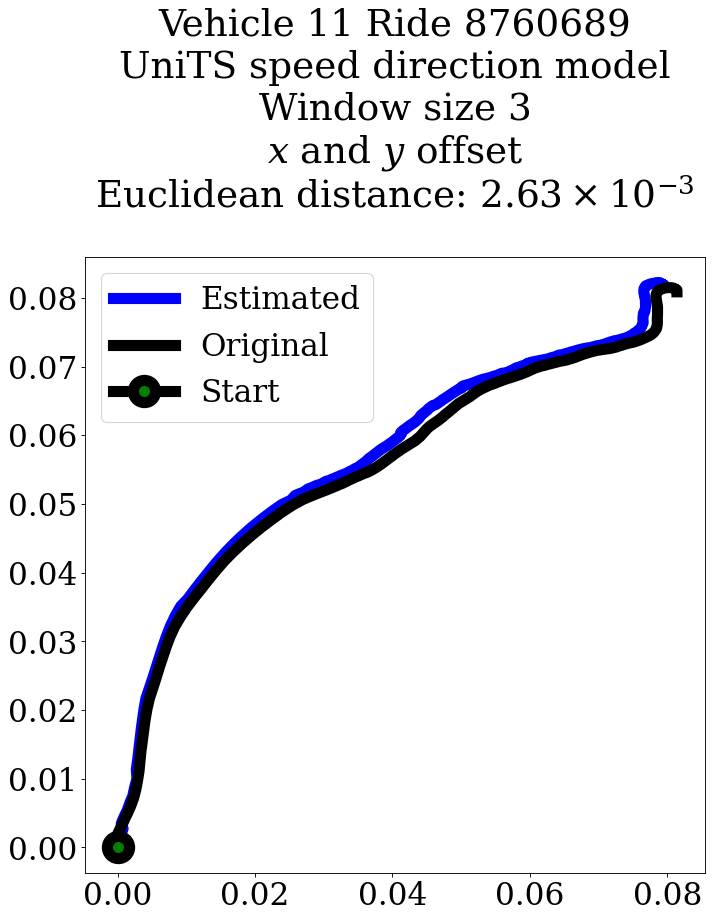 Vehicle 11 Ride 8760689
UniTS speed direction model
Window size 3
x and y offset
Euclidean distance: 2.63 × 10⁻³
Estimated
Original
Start
0.08
0.07
0.06
0.05
0.04
0.03
0.02
0.01
0.00
0.00 0.02 0.04 0.06 0.08